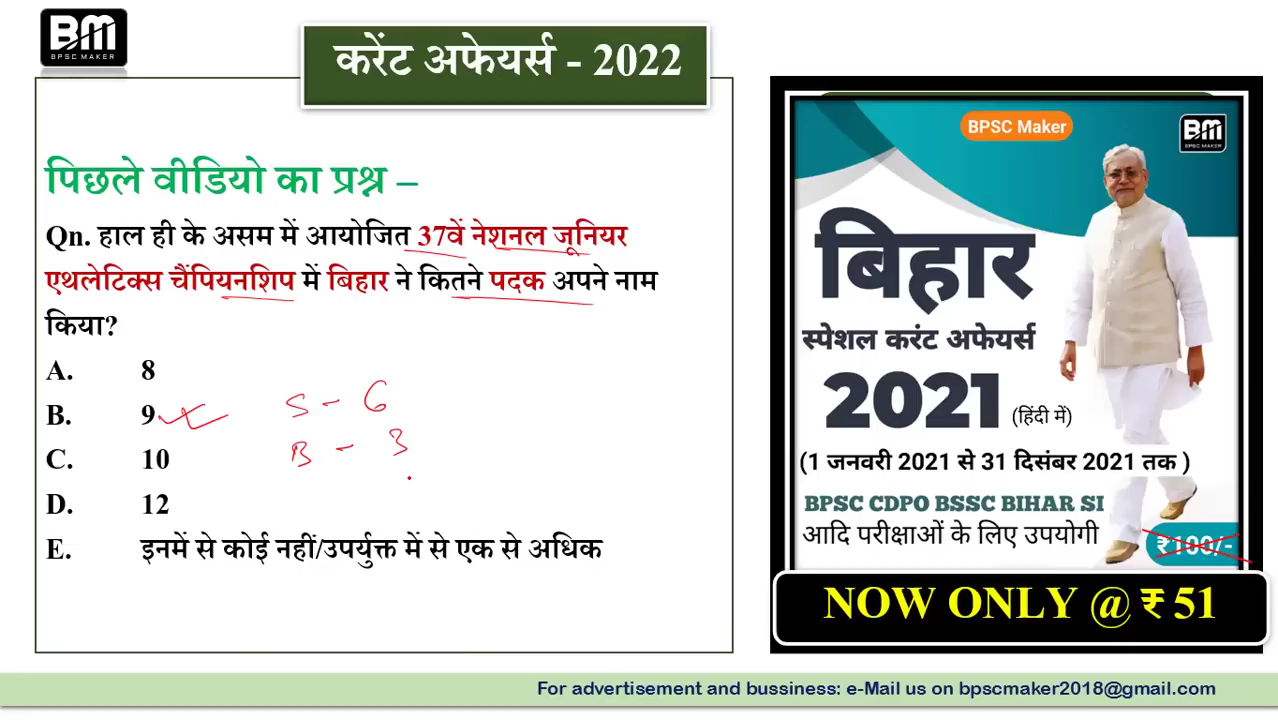 BM
BPSC MAKER
करेंट अफेयर्स - 2022
पिछले वीडियो का प्रश्न –
Qn. हाल ही के असम में आयोजित 37वें नेशनल जूनियर
एथलेटिक्स चैंपियनशिप में बिहार ने कितने पदक अपने नाम
किया?
A. 8
B. 9
C. 10
D. 12
E. इनमें से कोई नहीं/उपर्युक्त में से एक से अधिक
S - 6
B - 3
BPSC Maker
BM
BPSC MAKER
बिहार
स्पेशल करंट अफेयर्स
2021 (हिंदी में)
(1 जनवरी 2021 से 31 दिसंबर 2021 तक )
BPSC CDPO BSSC BIHAR SI
आदि परीक्षाओं के लिए उपयोगी
₹100/-
NOW ONLY @ ₹ 51
For advertisement and bussiness: e-Mail us on bpscmaker2018@gmail.com